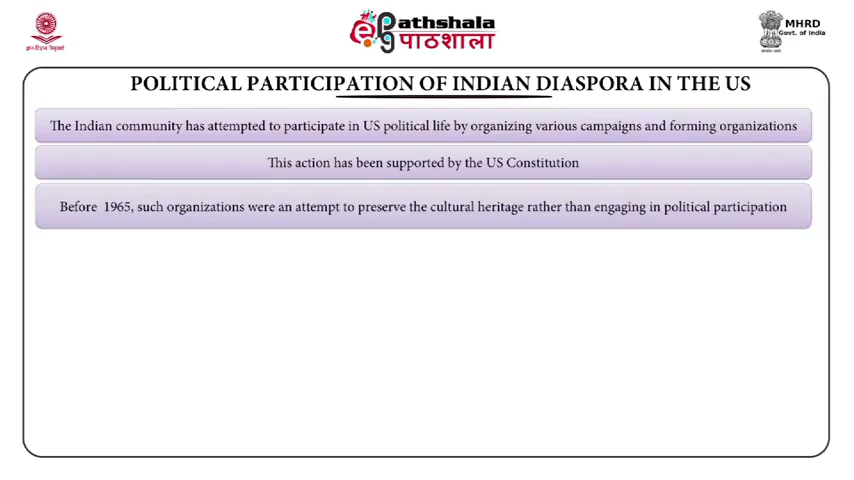 epg Pathshala
पाठशाला
MHRD
Govt. of India
POLITICAL PARTICIPATION OF INDIAN DIASPORA IN THE US
The Indian community has attempted to participate in US political life by organizing various campaigns and forming organizations
This action has been supported by the US Constitution
Before 1965, such organizations were an attempt to preserve the cultural heritage rather than engaging in political participation